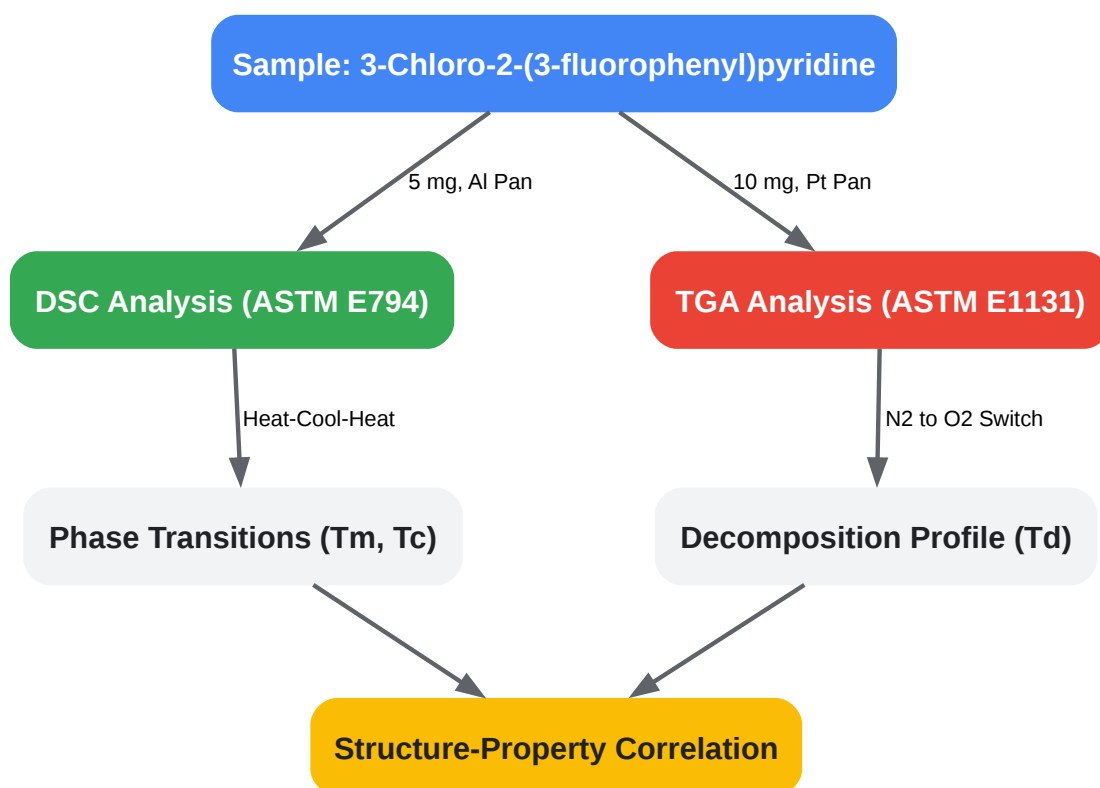 Sample: 3-Chloro-2-(3-fluorophenyl)pyridine
5 mg, Al Pan
10 mg, Pt Pan
DSC Analysis (ASTM E794)
TGA Analysis (ASTM E1131)
Heat-Cool-Heat
N2 to O2 Switch
Phase Transitions (Tm, Tc)
Decomposition Profile (Td)
Structure-Property Correlation